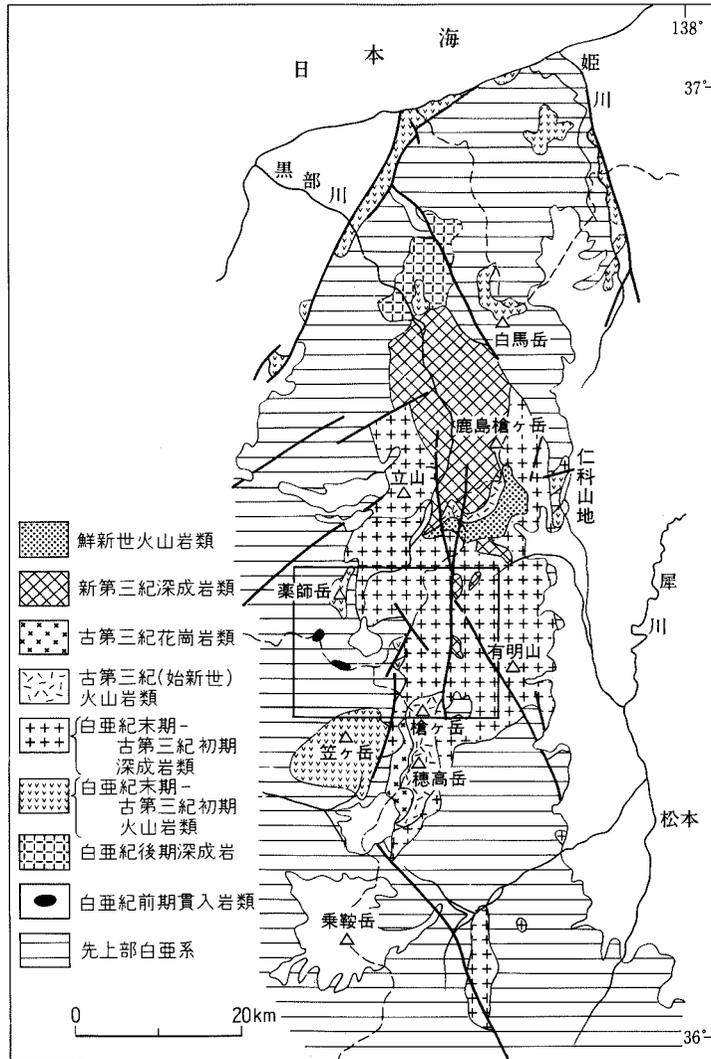 138°
日本海
姫川
37°
黒部川
白馬岳
鹿島槍ヶ岳
仁科山地
立山
薬師岳
有明山
犀川
槍ヶ岳
笠ヶ岳
穂高岳
松本
乗鞍岳
鮮新世火山岩類
新第三紀深成岩類
古第三紀花崗岩類
古第三紀(始新世)
火山岩類
白亜紀末期−
古第三紀初期
深成岩類
白亜紀末期−
古第三紀初期
火山岩類
白亜紀後期深成岩
白亜紀前期貫入岩類
先上部白亜系
0 20km
36°